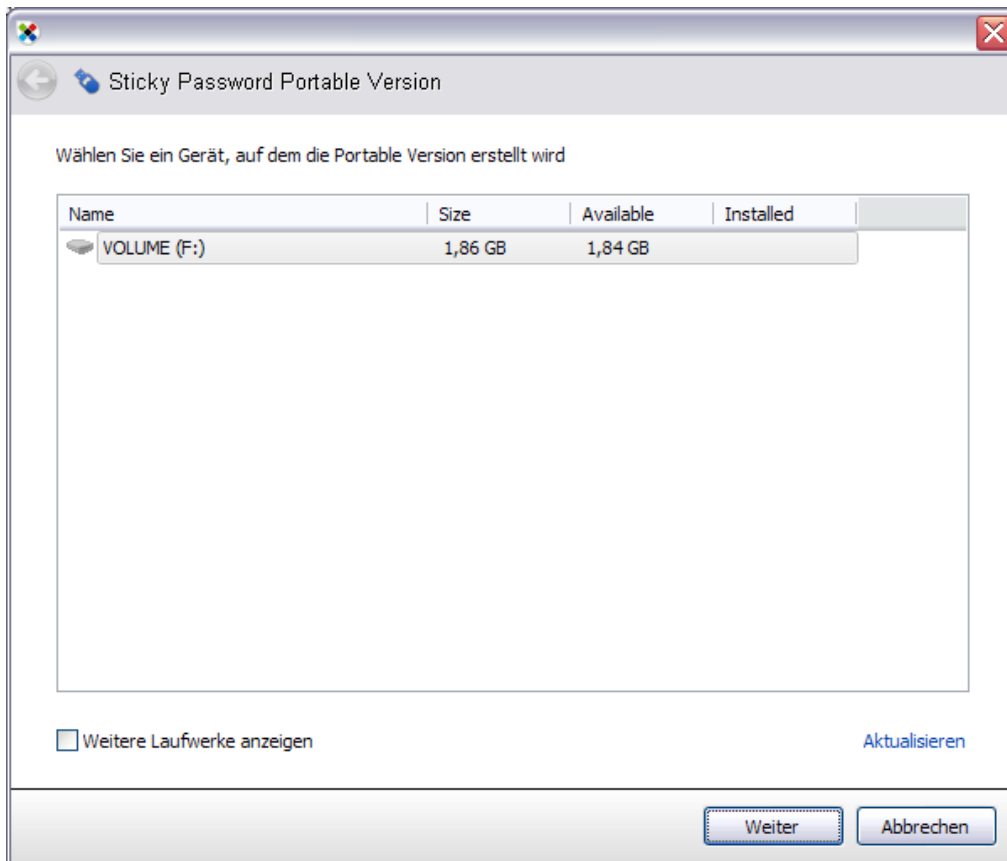 Sticky Password Portable Version
Wählen Sie ein Gerät, auf dem die Portable Version erstellt wird
Name Size Available Installed
VOLUME (F:) 1,86 GB 1,84 GB
Weitere Laufwerke anzeigen Aktualisieren
Weiter Abbrechen